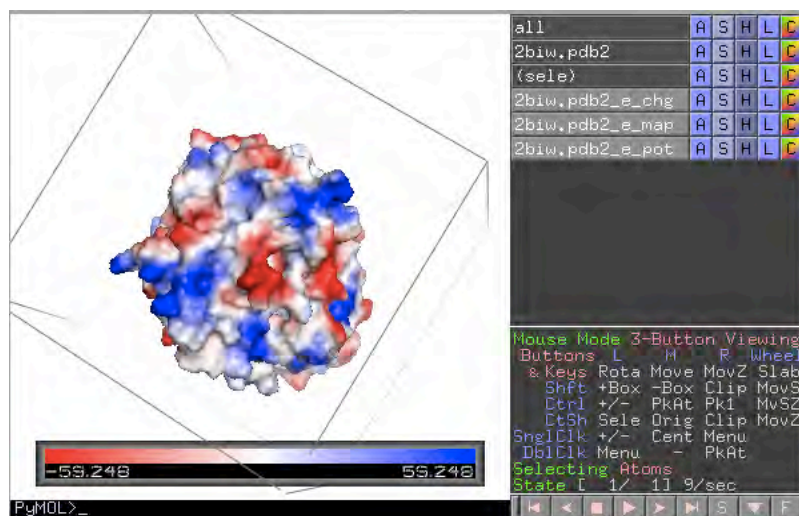 all A S H L C
2biw.pdb2 A S H L C
(sele) A S H L C
2biw.pdb2_e_chg A S H L C
2biw.pdb2_e_map A S H L C
2biw.pdb2_e_pot A S H L C
Mouse Mode 3-Button Viewing
Buttons L M R Wheel
& Keys Rota Move MovZ Slab
Shft +Box -Box Clip MovS
Ctrl +/- PkAt Pk1 MvSZ
CtSh Sele Orig Clip MovZ
SnglClk +/- Cent Menu
DblClk Menu - PkAt
Selecting Atoms
State [ 1/ 1] 9/sec
-59.248 59.248
PyMOL>_
S F